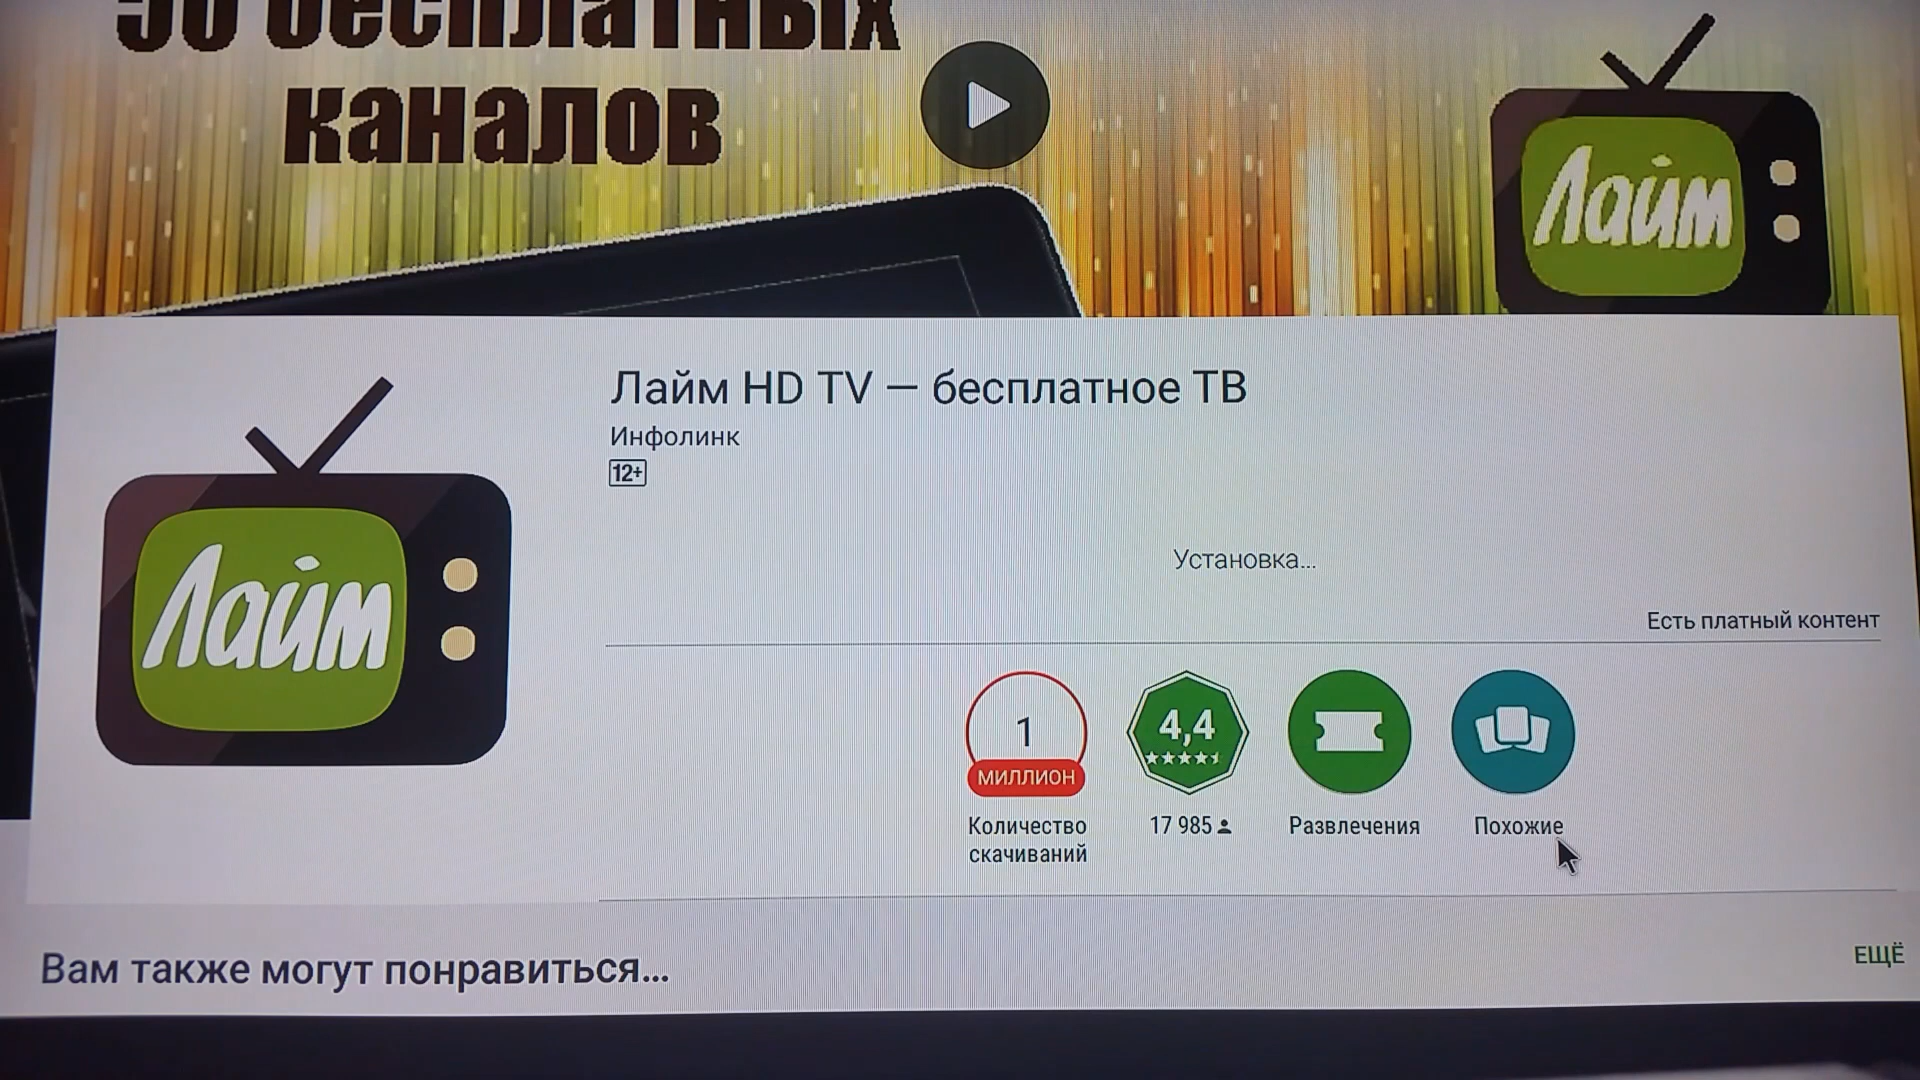 бесплатных
каналов
Лайм
Лайм HD TV — бесплатное ТВ
Инфолинк
12+
Лайм
Установка...
Есть платный контент
1
МИЛЛИОН
4,4
Количество
скачиваний
17 985
Развлечения
Похожие
Вам также могут понравиться...
ЕЩЁ